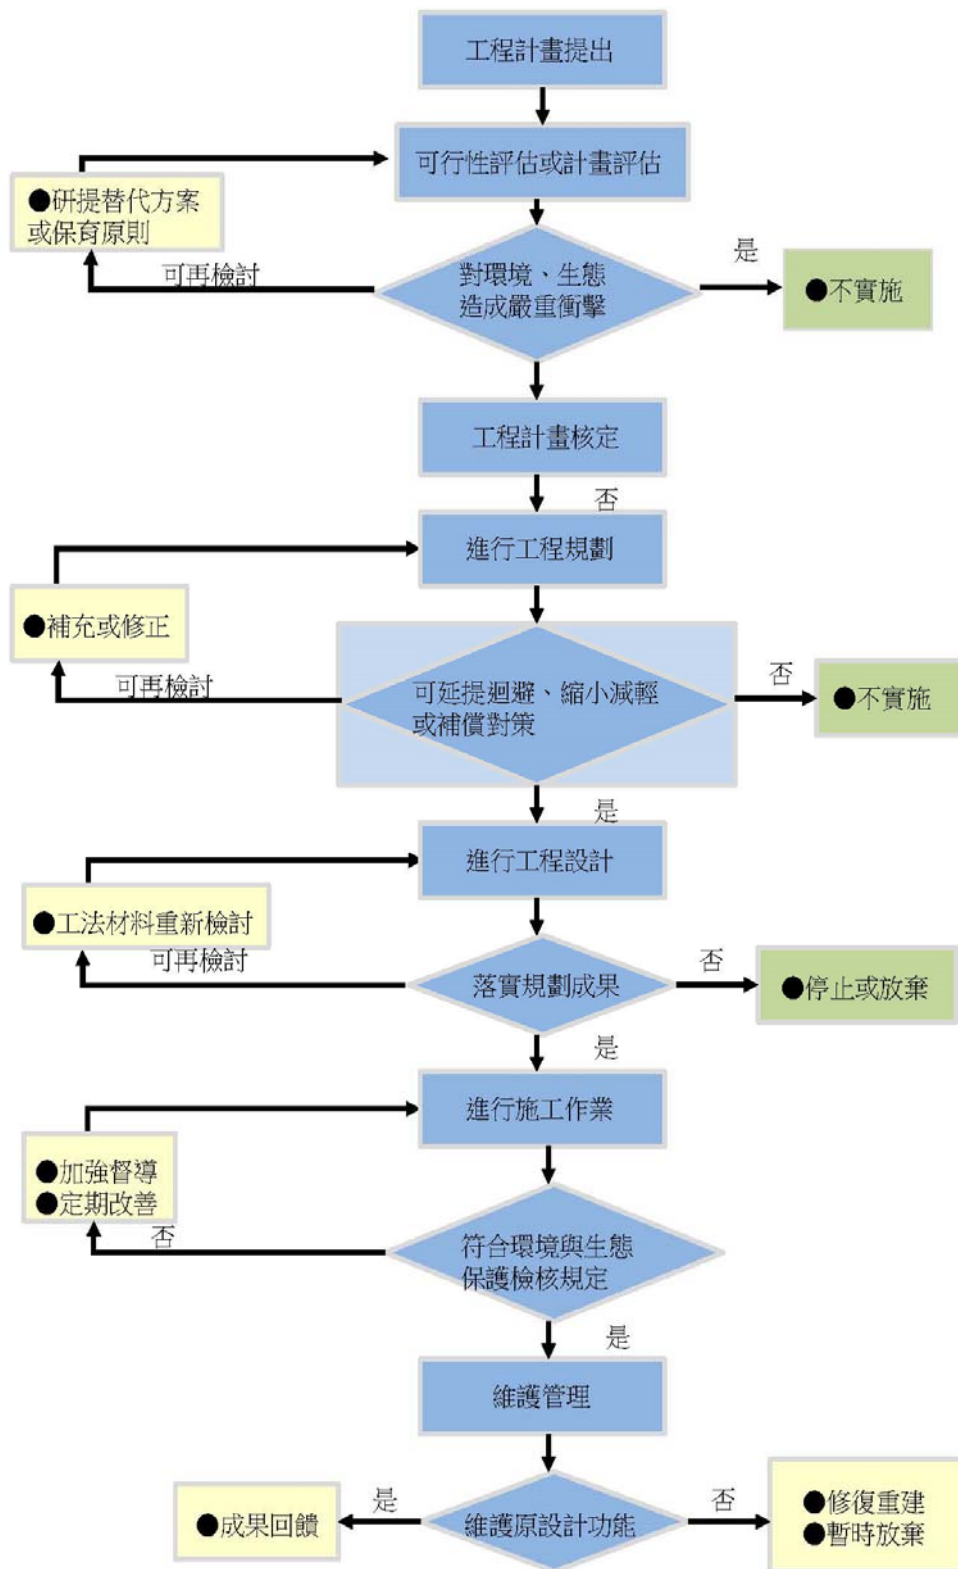 工程計畫提出
可行性評估或計畫評估
●研提替代方案
或保育原則
可再檢討
對環境、生態
造成嚴重衝擊
是
●不實施
工程計畫核定
否
進行工程規劃
●補充或修正
可再檢討
可延提迴避、縮小減輕
或補償對策
否
●不實施
是
進行工程設計
●工法材料重新檢討
可再檢討
落實規劃成果
否
●停止或放棄
是
進行施工作業
●加強督導
●定期改善
否
符合環境與生態
保護檢核規定
是
維護管理
●成果回饋
是
維護原設計功能
否
●修復重建
●暫時放棄